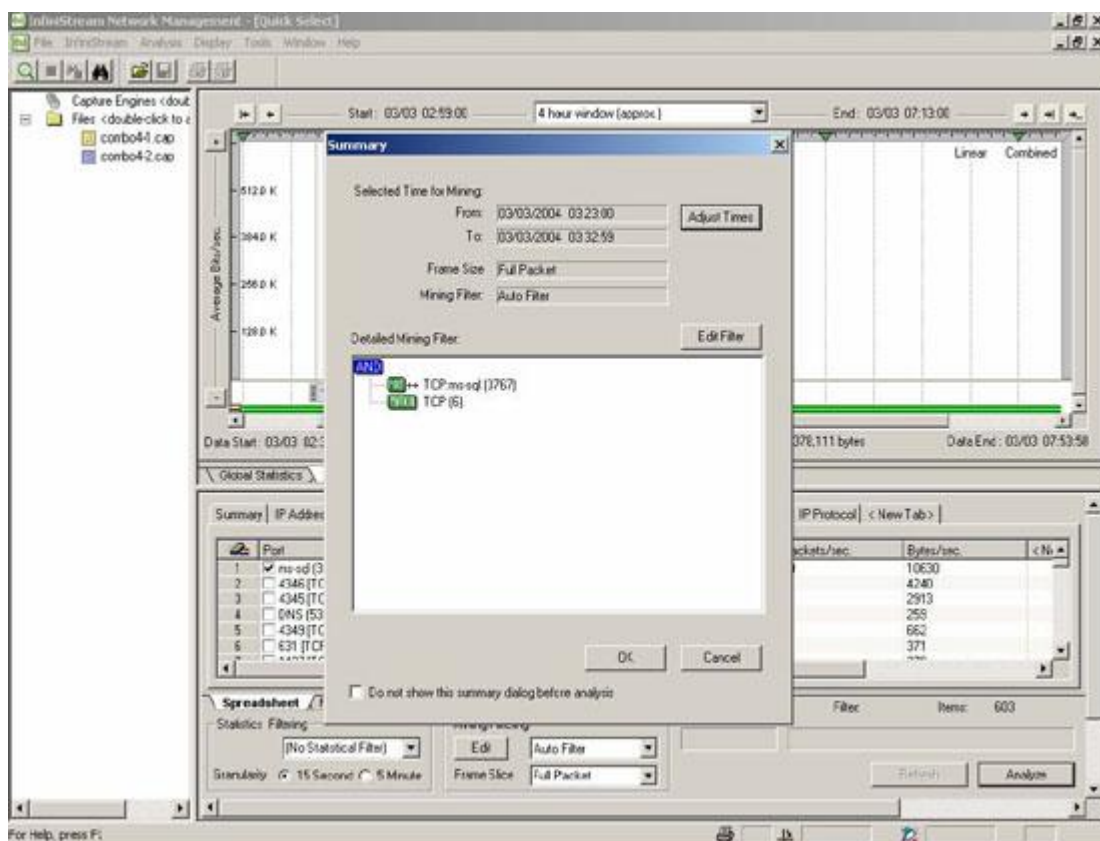 InfiniStream Network Management - [Quick Select]
File InfiniStream Analysis Display Tools Window Help
Capture Engines <doubl
Files <double-click to a
combo4-1.cap
combo4-2.cap
Start: 03/03 02:59:00 4 hour window (approx.) End: 03/03 07:13:00
Linear Combined
Average Bits/sec.
512.0 K
384.0 K
256.0 K
128.0 K
Summary
Selected Time for Mining:
From: 03/03/2004 03:23:00
Adjust Times
To: 03/03/2004 03:32:59
Frame Size Full Packet
Mining Filter: Auto Filter
Detailed Mining Filter:
Edit Filter
AND
++ TCP:ms-sql (3767)
TCP (6)
OK Cancel
Do not show this summary dialog before analysis
Data Start: 03/03 02:3
378,111 bytes
Data End: 03/03 07:53:58
Global Statistics
Summary IP Addres IP Protocol < New Tab >
Port ackets/sec. Bytes/sec. < N
1 ms-sql (3 10630
2 4346 [TC 4240
3 4345 [TC 2913
4 DNS (53 259
5 4349 [TC 662
6 631 [TCF 371
Spreadsheet
Filter: Items: 603
Statistics Filtering
(No Statistical Filter) Edit Auto Filter
Granularity 15 Second 5 Minute Frame Slice Full Packet Refresh Analyze
For Help, press F1